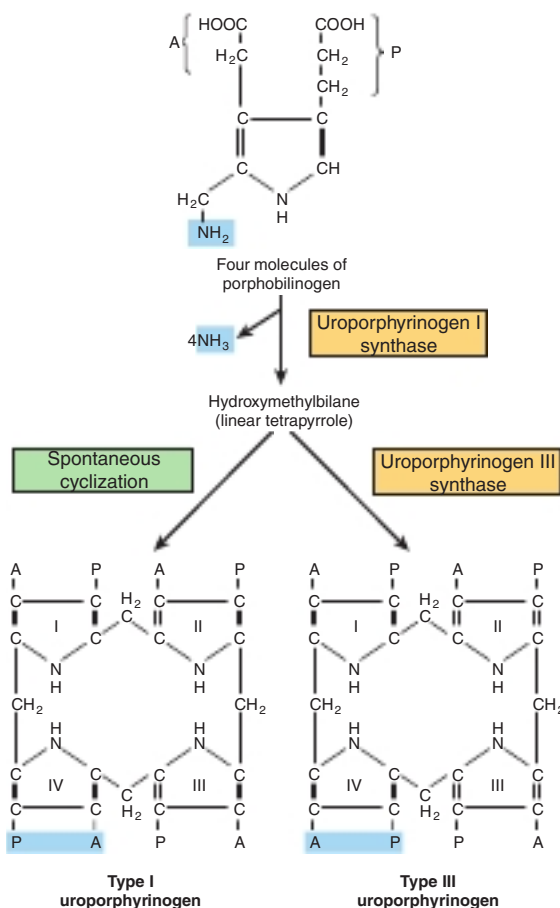 A HOOC COOH P
H2C CH2
CH2
C C
C CH
H2C N
H
NH2
Four molecules of
porphobilinogen
4NH3
Uroporphyrinogen I
synthase
Hydroxymethylbilane
(linear tetrapyrrole)
Spontaneous
cyclization
Uroporphyrinogen III
synthase
A P A P
C C H2 C C
C I C C C II C
N N
H H
CH2 CH2
H H
N N
C IV C C C III C
C C C C
H2
P A P A
Type I
uroporphyrinogen
A P A P
C C H2 C C
C I C C C II C
N N
H H
CH2 CH2
H H
N N
C IV C C C III C
C C C C
H2
A P P A
Type III
uroporphyrinogen